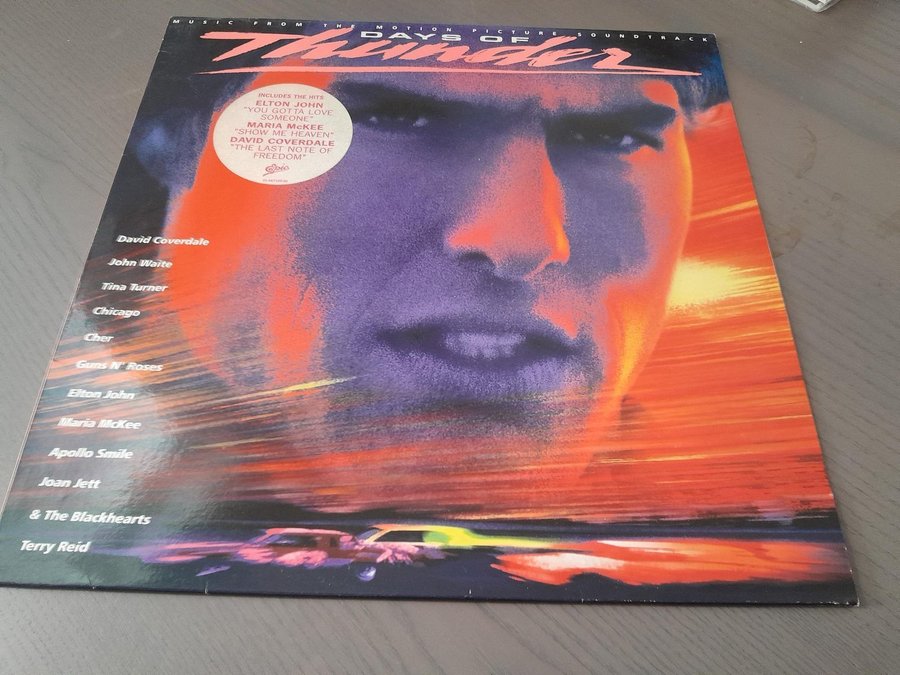 MUSIC FROM THE MOTION PICTURE SOUNDTRACK
DAYS OF
Thunder
INCLUDES THE HITS
ELTON JOHN
"YOU GOTTA LOVE
SOMEONE"
MARIA McKEE
"SHOW ME HEAVEN"
DAVID COVERDALE
"THE LAST NOTE OF
FREEDOM"
Epic
David Coverdale
John Waite
Tina Turner
Chicago
Cher
Guns N' Roses
Elton John
Maria McKee
Apollo Smile
Joan Jett
& The Blackhearts
Terry Reid